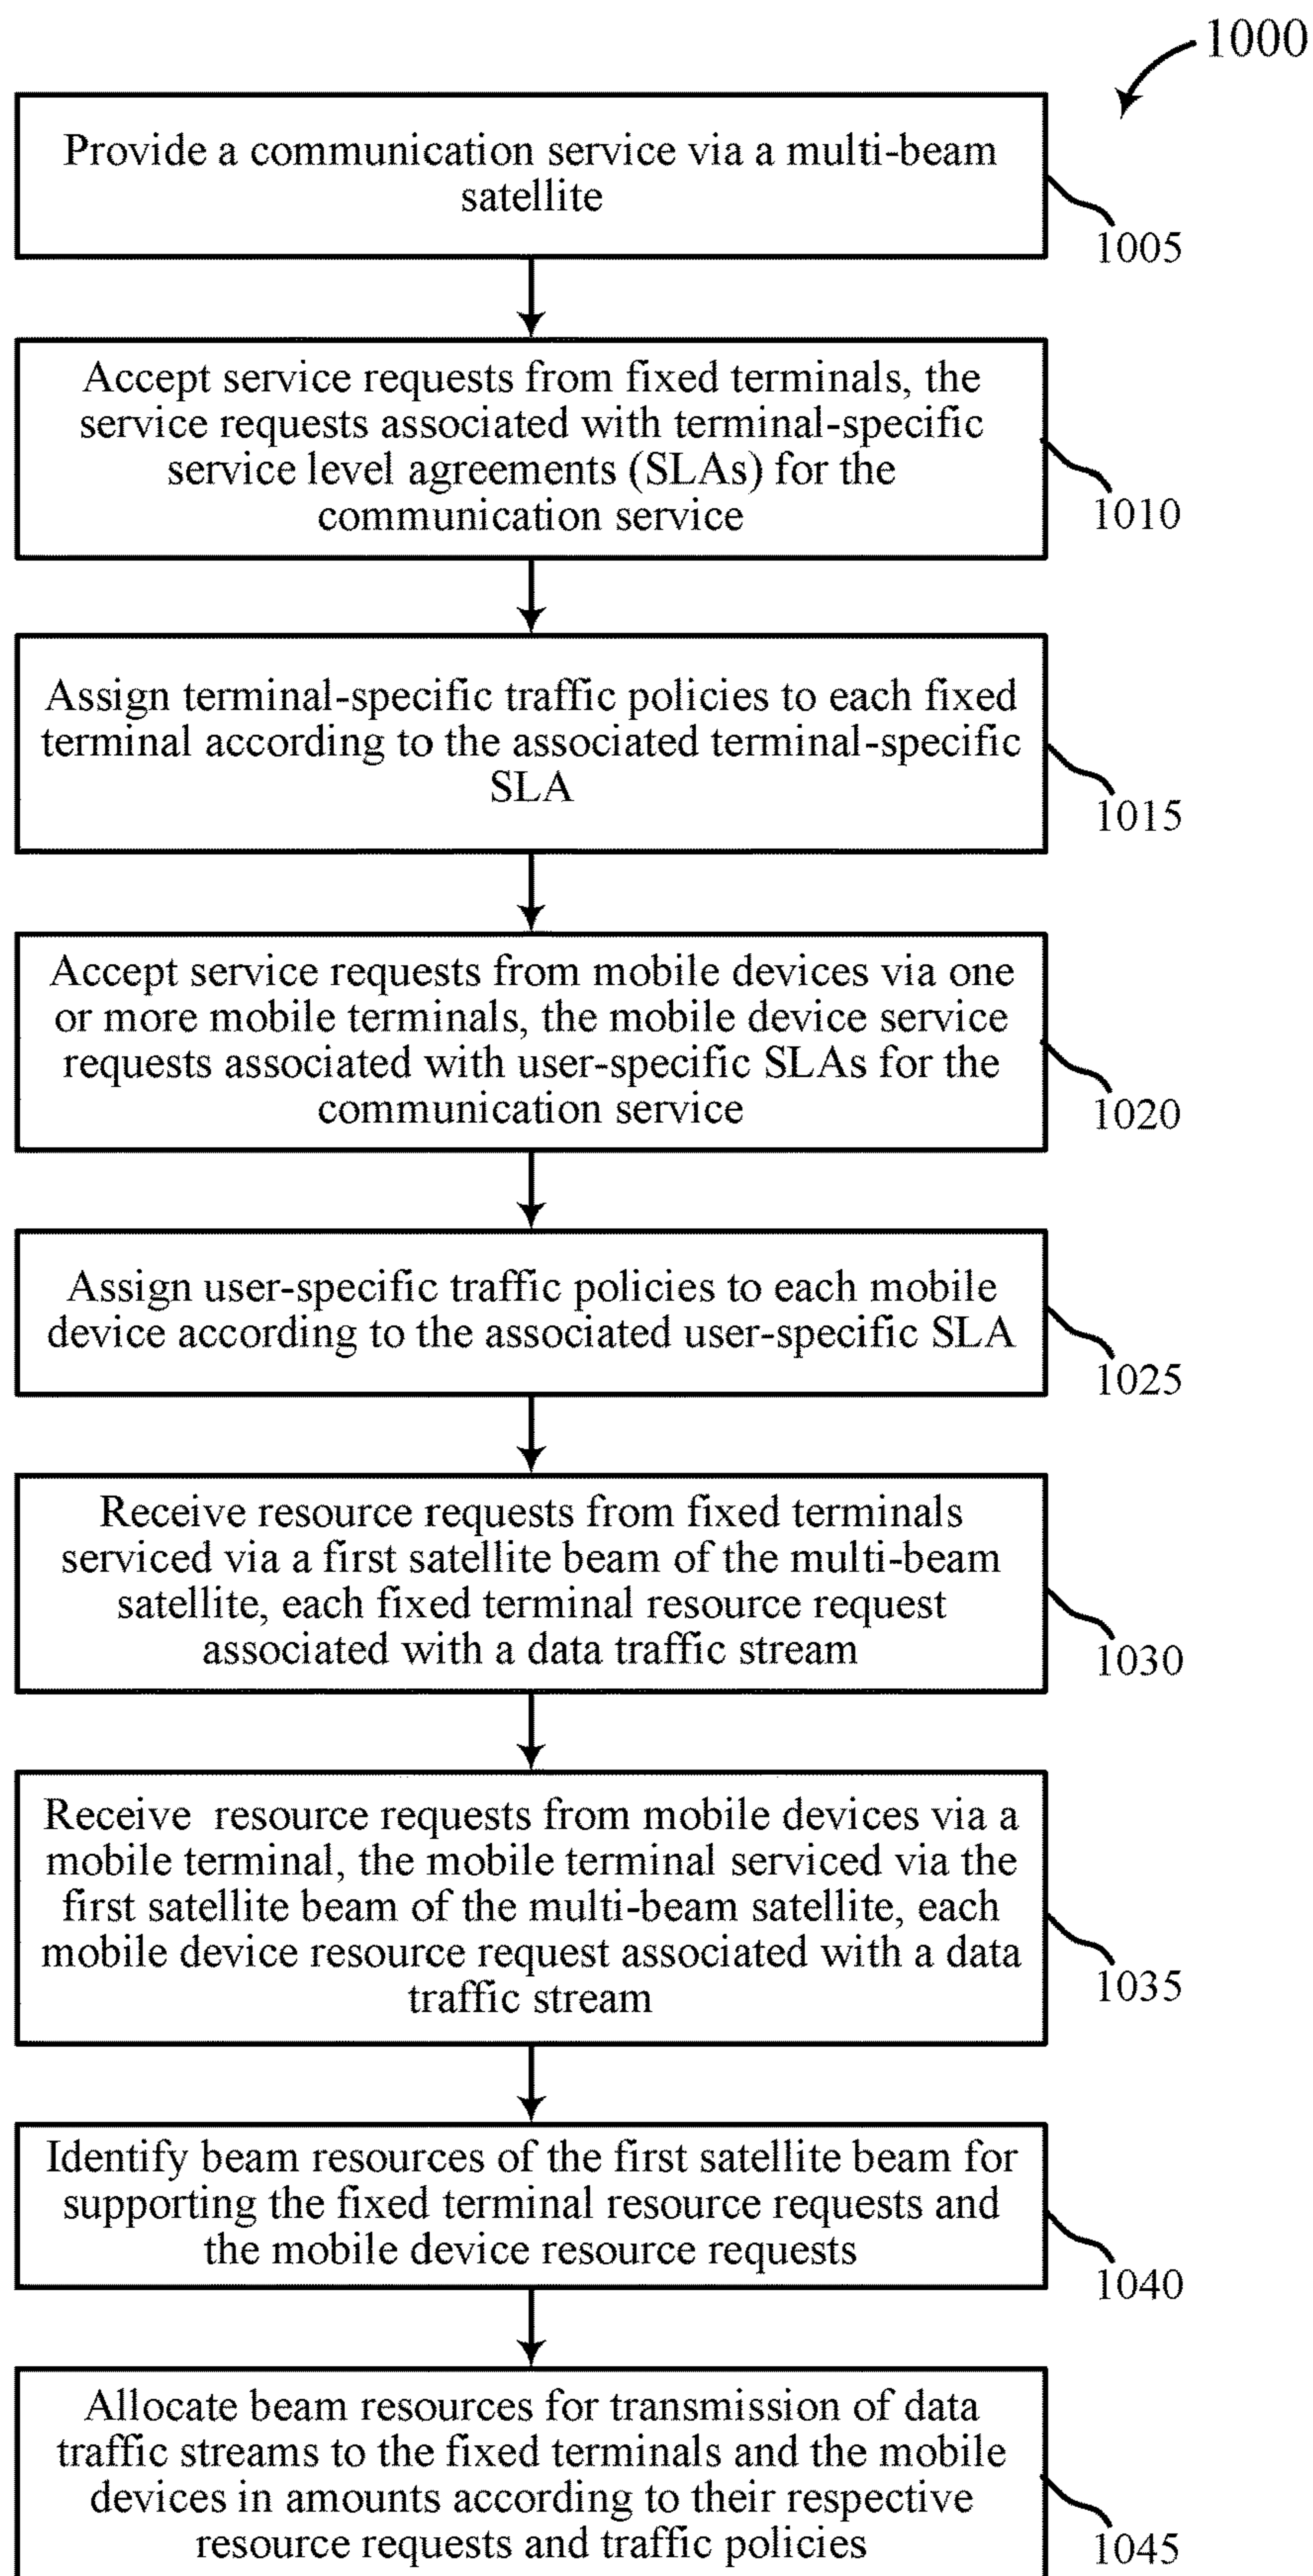 1000
Provide a communication service via a multi-beam
satellite
1005
Accept service requests from fixed terminals, the
service requests associated with terminal-specific
service level agreements (SLAs) for the
communication service
1010
Assign terminal-specific traffic policies to each fixed
terminal according to the associated terminal-specific
SLA
1015
Accept service requests from mobile devices via one
or more mobile terminals, the mobile device service
requests associated with user-specific SLAs for the
communication service
1020
Assign user-specific traffic policies to each mobile
device according to the associated user-specific SLA
1025
Receive resource requests from fixed terminals
serviced via a first satellite beam of the multi-beam
satellite, each fixed terminal resource request
associated with a data traffic stream
1030
Receive resource requests from mobile devices via a
mobile terminal, the mobile terminal serviced via the
first satellite beam of the multi-beam satellite, each
mobile device resource request associated with a data
traffic stream
1035
Identify beam resources of the first satellite beam for
supporting the fixed terminal resource requests and
the mobile device resource requests
1040
Allocate beam resources for transmission of data
traffic streams to the fixed terminals and the mobile
devices in amounts according to their respective
resource requests and traffic policies
1045